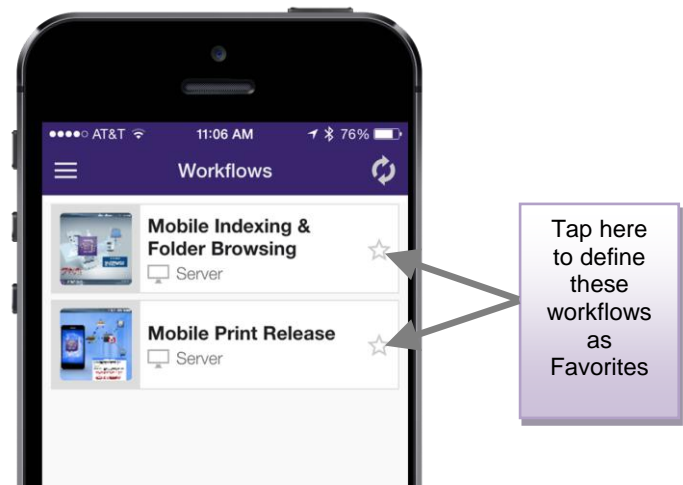 AT&T 11:06 AM 76%
Workflows
Mobile Indexing &
Folder Browsing
Server
Mobile Print Release
Server
Tap here
to define
these
workflows
as
Favorites